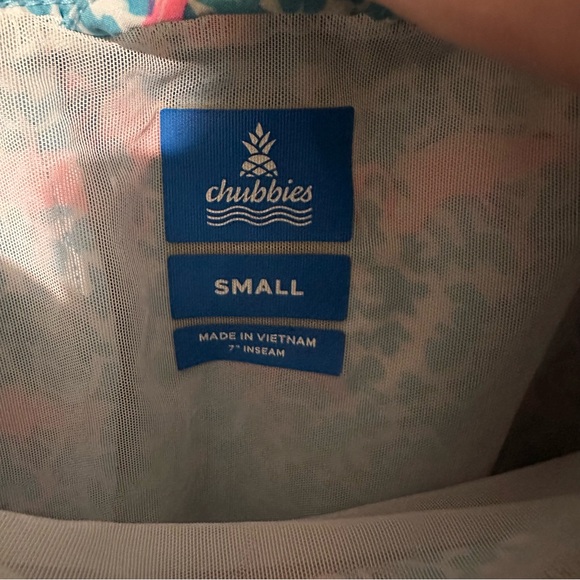 chubbies
SMALL
MADE IN VIETNAM
7" INSEAM